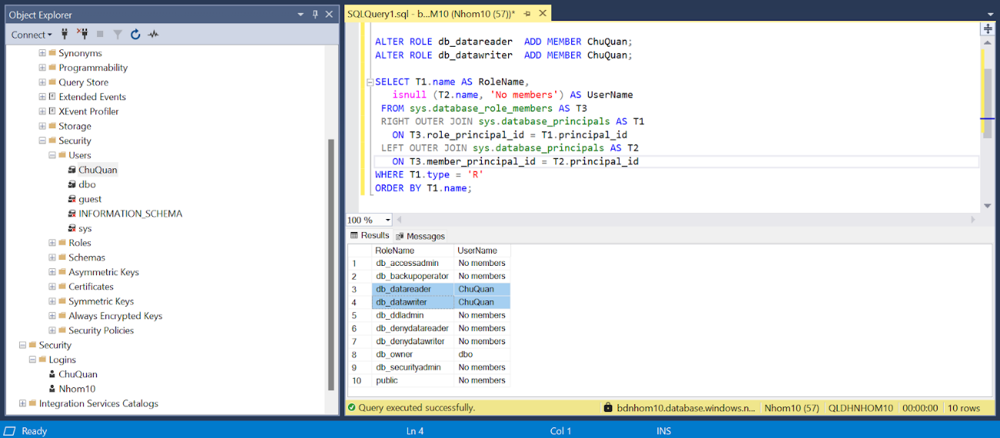 Object Explorer
Connect
Synonyms
Programmability
Query Store
Extended Events
XEvent Profiler
Storage
Security
Users
ChuQuan
dbo
guest
INFORMATION_SCHEMA
sys
Roles
Schemas
Asymmetric Keys
Certificates
Symmetric Keys
Always Encrypted Keys
Security Policies
Security
Logins
ChuQuan
Nhom10
Integration Services Catalogs
SQLQuery1.sql - b...M10 (Nhom10 (57))*
ALTER ROLE db_datareader  ADD MEMBER ChuQuan;
ALTER ROLE db_datawriter  ADD MEMBER ChuQuan;
SELECT T1.name AS RoleName,
isnull (T2.name, 'No members') AS UserName
FROM sys.database_role_members AS T3
RIGHT OUTER JOIN sys.database_principals AS T1
ON T3.role_principal_id = T1.principal_id
LEFT OUTER JOIN sys.database_principals AS T2
ON T3.member_principal_id = T2.principal_id
WHERE T1.type = 'R'
ORDER BY T1.name;
100 %
Results Messages
RoleName UserName
1 db_accessadmin No members
2 db_backupoperator No members
3 db_datareader ChuQuan
4 db_datawriter ChuQuan
5 db_ddladmin No members
6 db_denydatareader No members
7 db_denydatawriter No members
8 db_owner dbo
9 db_securityadmin No members
10 public No members
Query executed successfully. bdnhom10.database.windows.n... Nhom10 (57) QLDHNHOM10 00:00:00 10 rows
Ready Ln 4 Col 1 INS